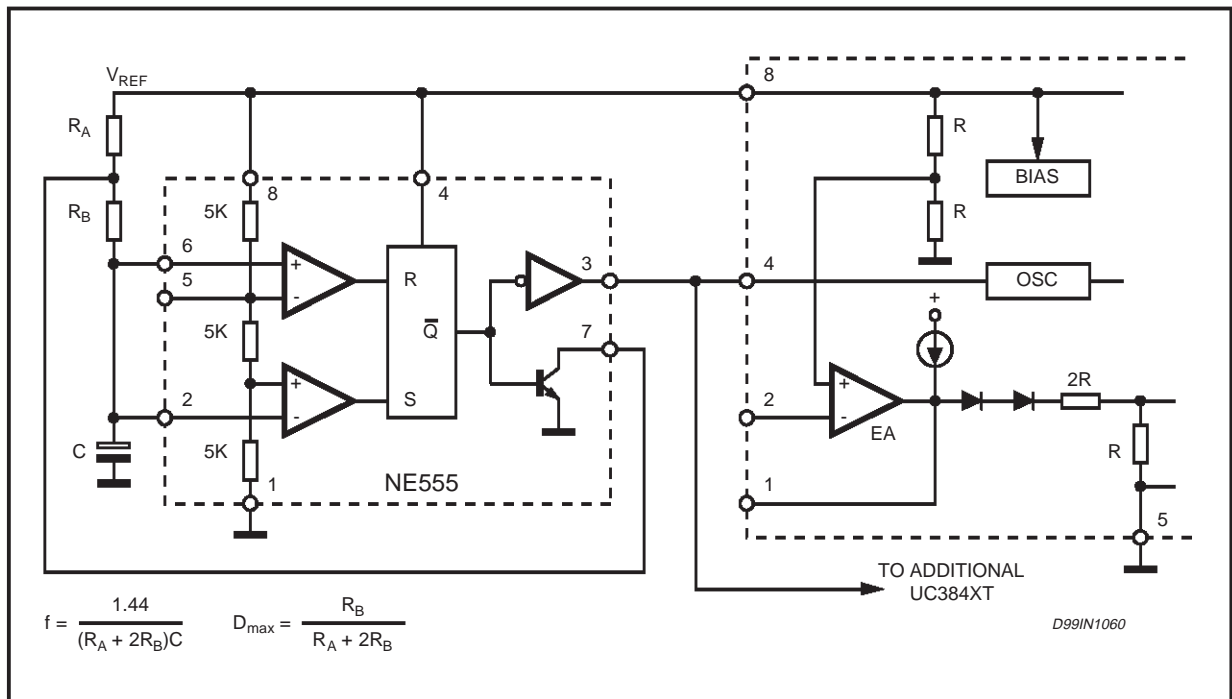 V_REF
8
R_A
8
4
R
BIAS
R_B
5K
R
6
+
R
3
4
OSC
5
-
+
5K
Q̅
7
+
S
2R
2
-
+
2
-
EA
C
5K
R
1
NE555
1
5
TO ADDITIONAL
UC384XT
f = 1.44 / (R_A + 2R_B)C
D_max = R_B / R_A + 2R_B
D99IN1060